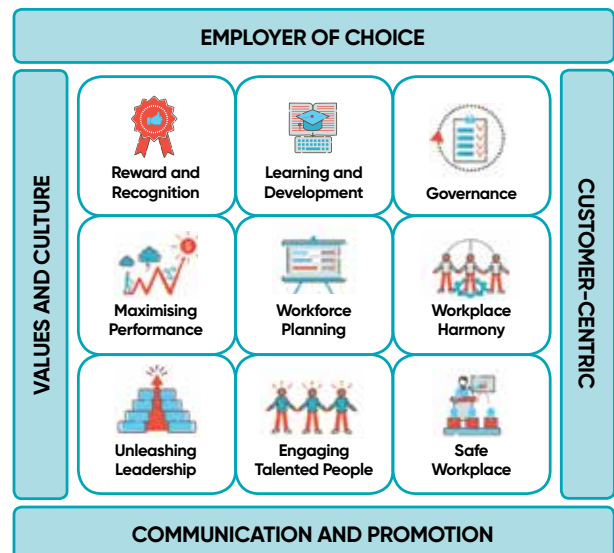 EMPLOYER OF CHOICE
VALUES AND CULTURE
Reward and
Recognition
Learning and
Development
Governance
Maximising
Performance
Workforce
Planning
Workplace
Harmony
Unleashing
Leadership
Engaging
Talented People
Safe
Workplace
CUSTOMER-CENTRIC
COMMUNICATION AND PROMOTION